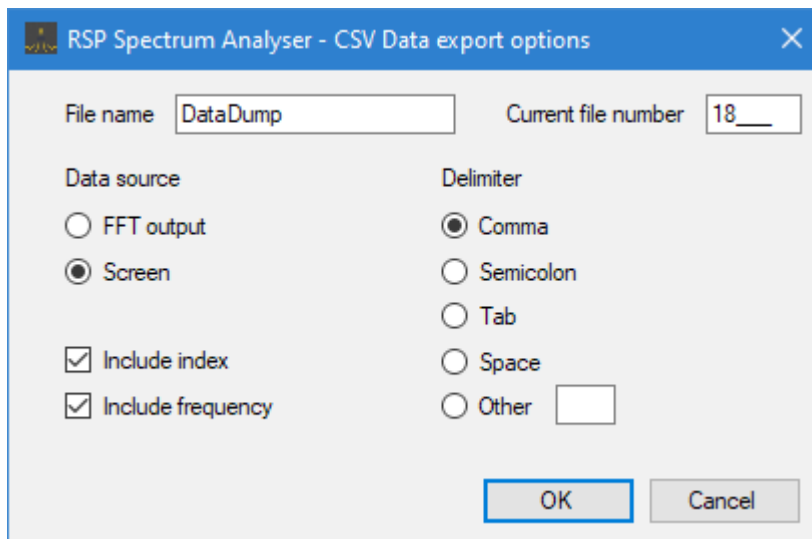 RSP Spectrum Analyser - CSV Data export options
File name DataDump Current file number 18___
Data source Delimiter
FFT output Comma
Screen Semicolon
Tab
Include index Space
Include frequency Other
OK Cancel